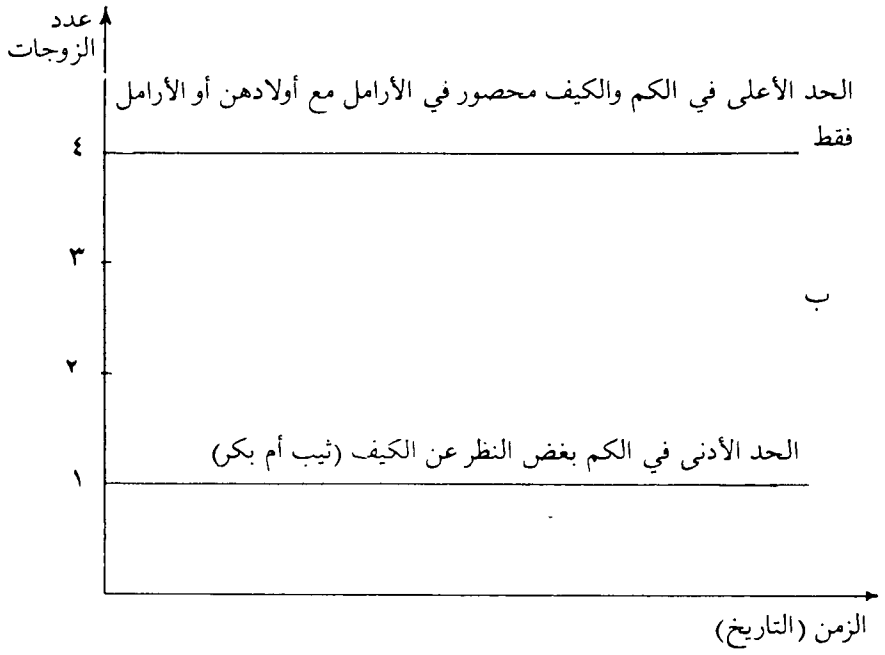 عدد
الزوجات
الحد الأعلى في الكم والكيف محصور في الأرامل مع أولادهن أو الأرامل
فقط
٤
٣
ب
٢
الحد الأدنى في الكم بغض النظر عن الكيف (ثيب أم بكر)
١
الزمن (التاريخ)